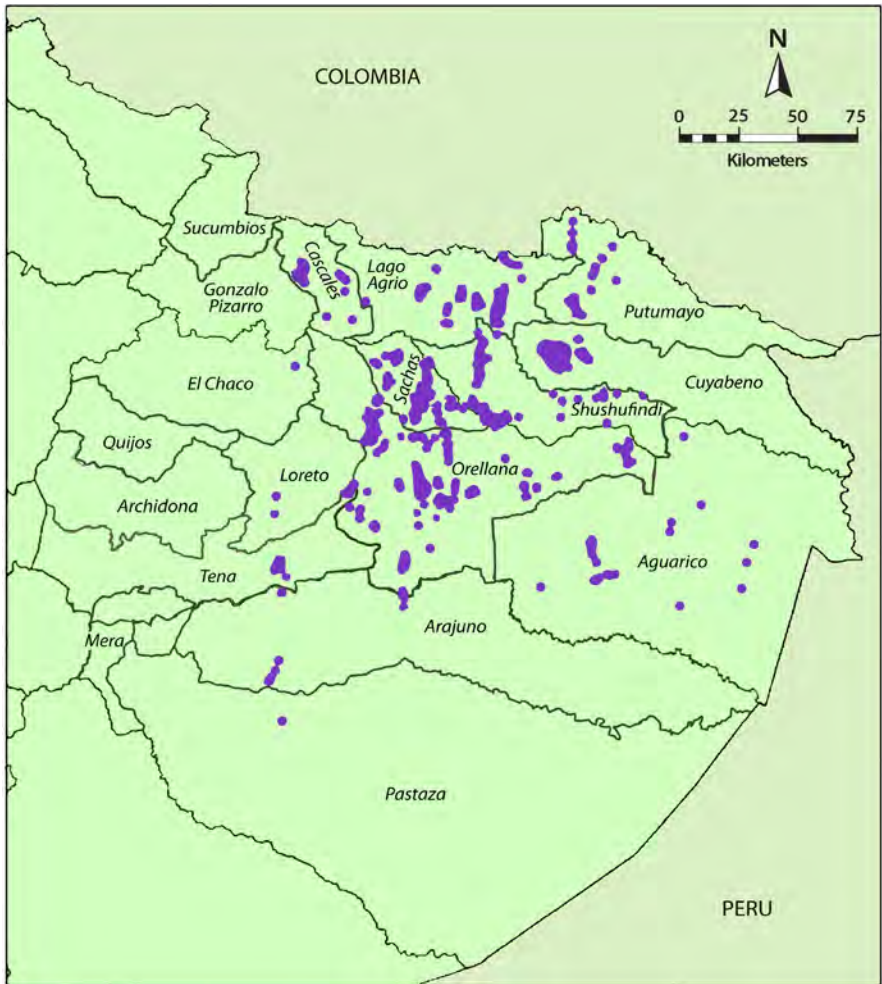 COLOMBIA
N
0 25 50 75
Kilometers
Sucumbios
Cascales
Lago
Agrio
Gonzalo
Pizarro
Putumayo
El Chaco
Sachas
Cuyabeno
Shushufindi
Quijos
Loreto
Orellana
Archidona
Tena
Aguarico
Arajuno
Mera
Pastaza
PERU